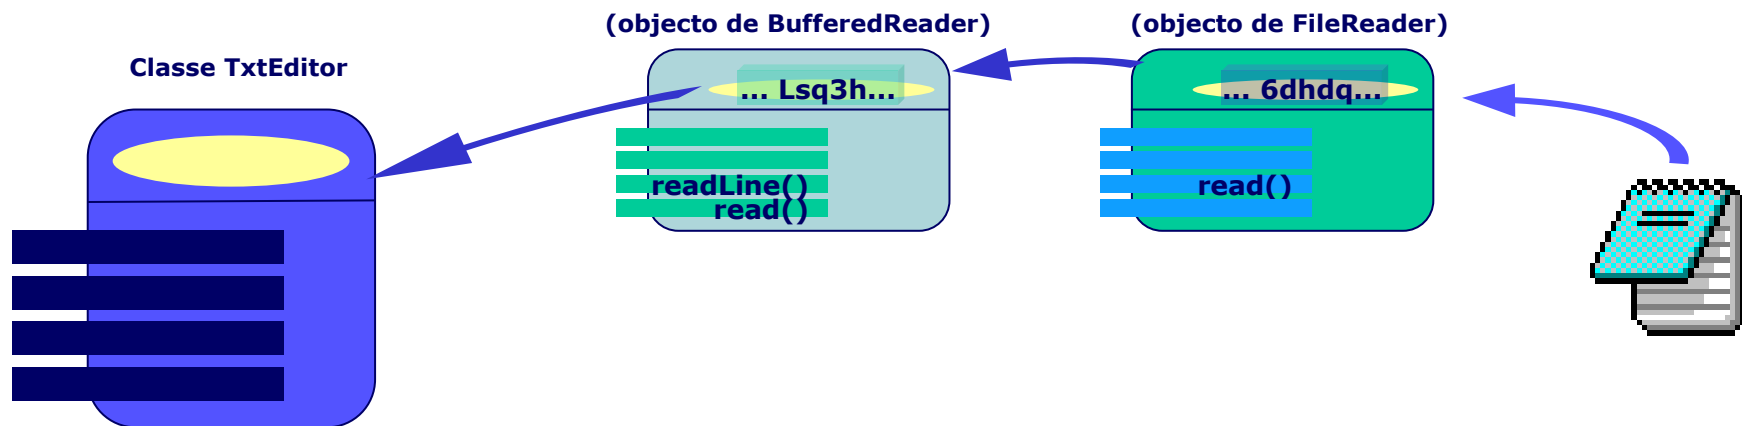 (objecto de BufferedReader)
(objecto de FileReader)
Classe TxtEditor
... Lsq3h...
... 6dhdq...
readLine()
read()
read()